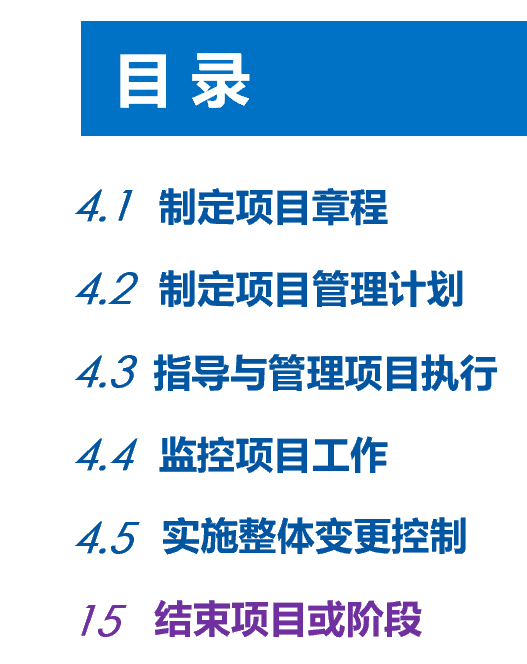 目 录
4.1 制定项目章程
4.2 制定项目管理计划
4.3 指导与管理项目执行
4.4 监控项目工作
4.5 实施整体变更控制
15 结束项目或阶段